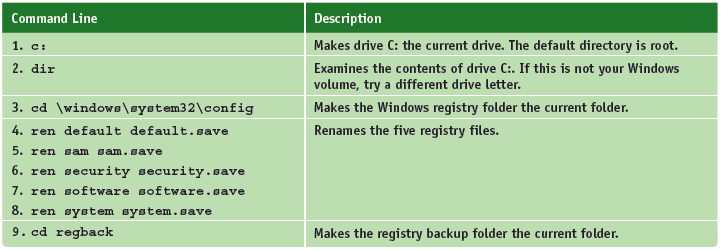 Command Line Description
1. c: Makes drive C: the current drive. The default directory is root.
2. dir Examines the contents of drive C:. If this is not your Windows
volume, try a different drive letter.
3. cd \windows\system32\config Makes the Windows registry folder the current folder.
4. ren default default.save Renames the five registry files.
5. ren sam sam.save
6. ren security security.save
7. ren software software.save
8. ren system system.save
9. cd regback Makes the registry backup folder the current folder.